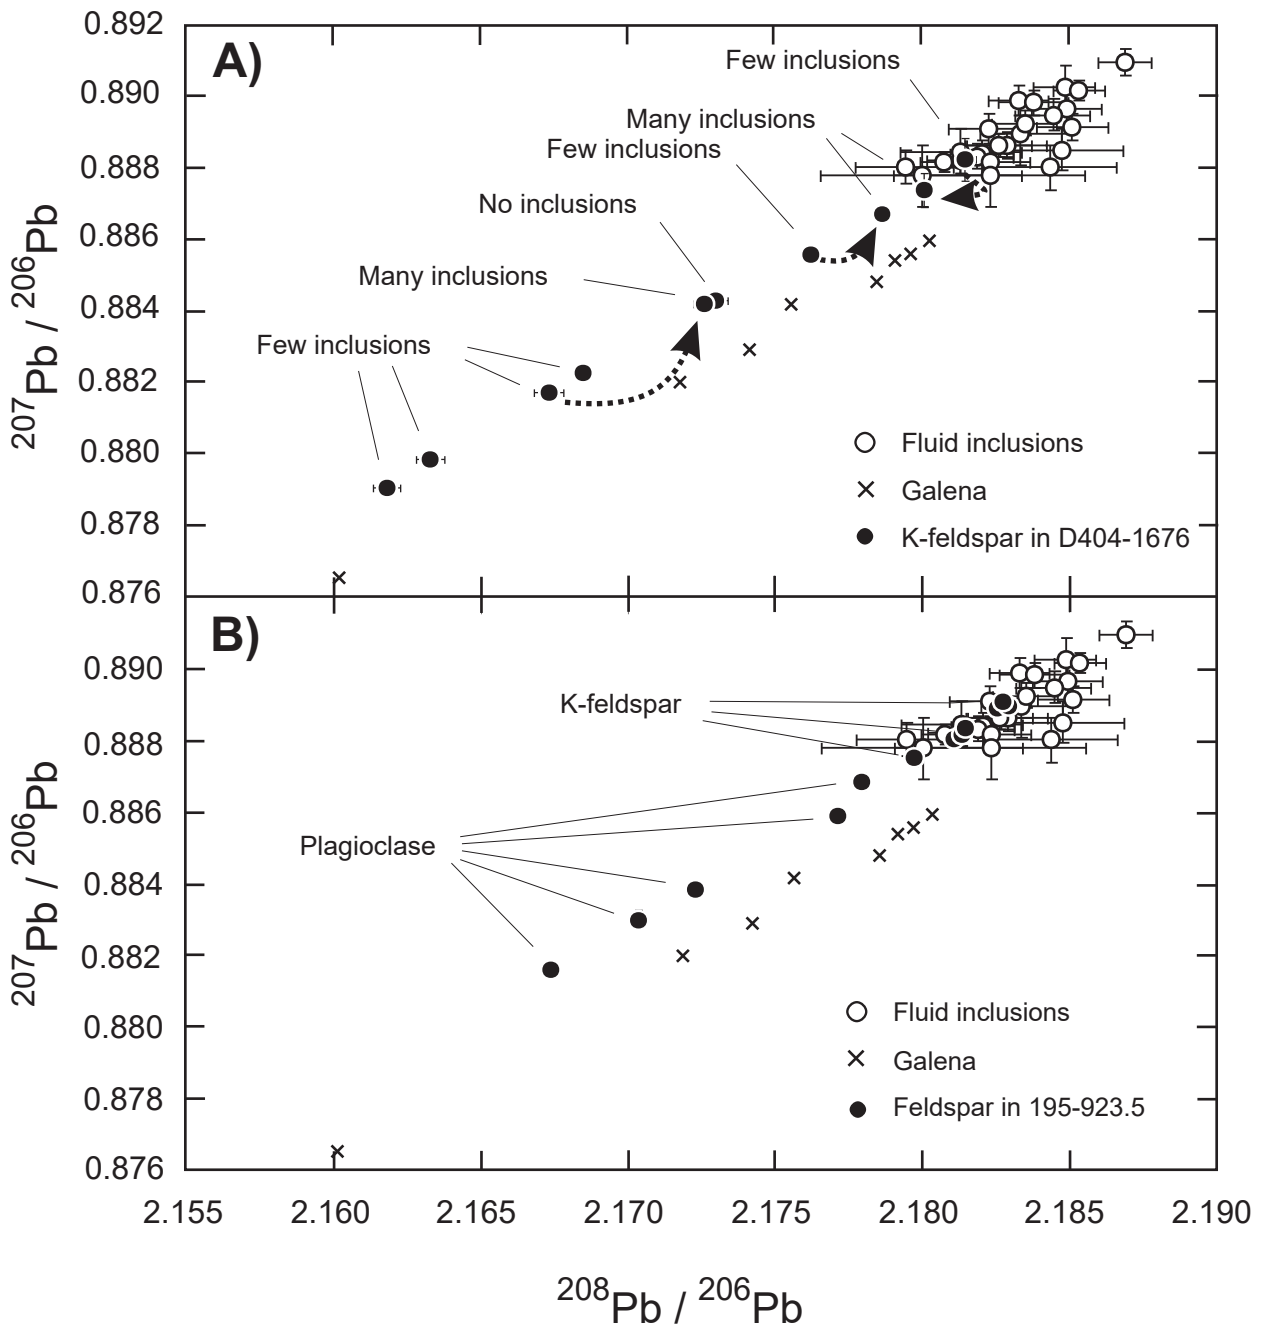 0.892
A)
Few inclusions
0.890
Many inclusions
Few inclusions
0.888
No inclusions
0.886
Many inclusions
0.884
Few inclusions
0.882
0.880
0.878
0.876
207Pb / 206Pb
Fluid inclusions
Galena
K-feldspar in D404-1676
B)
0.890
K-feldspar
0.888
0.886
Plagioclase
0.884
0.882
0.880
0.878
0.876
207Pb / 206Pb
Fluid inclusions
Galena
Feldspar in 195-923.5
2.155 2.160 2.165 2.170 2.175 2.180 2.185 2.190
208Pb / 206Pb